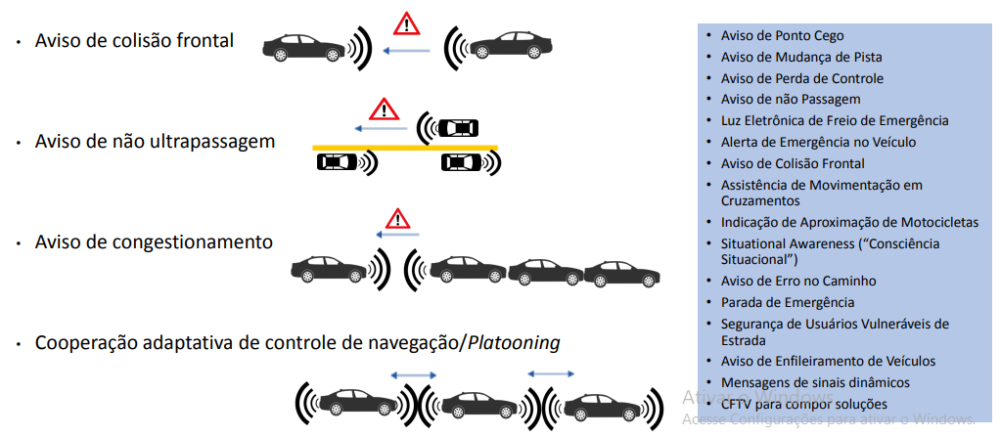 Aviso de colisão frontal
Aviso de não ultrapassagem
Aviso de congestionamento
Cooperação adaptativa de controle de navegação/Platooning
• Aviso de Ponto Cego
• Aviso de Mudança de Pista
• Aviso de Perda de Controle
• Aviso de não Passagem
• Luz Eletrônica de Freio de Emergência
• Alerta de Emergência no Veículo
• Aviso de Colisão Frontal
• Assistência de Movimentação em
Cruzamentos
• Indicação de Aproximação de Motocicletas
• Situational Awareness (“Consciência
Situacional”)
• Aviso de Erro no Caminho
• Parada de Emergência
• Segurança de Usuários Vulneráveis de
Estrada
• Aviso de Enfileiramento de Veículos
• Mensagens de sinais dinâmicos
• CFTV para compor soluções
Ativar o Windows
Acesse Configurações para ativar o Windows.